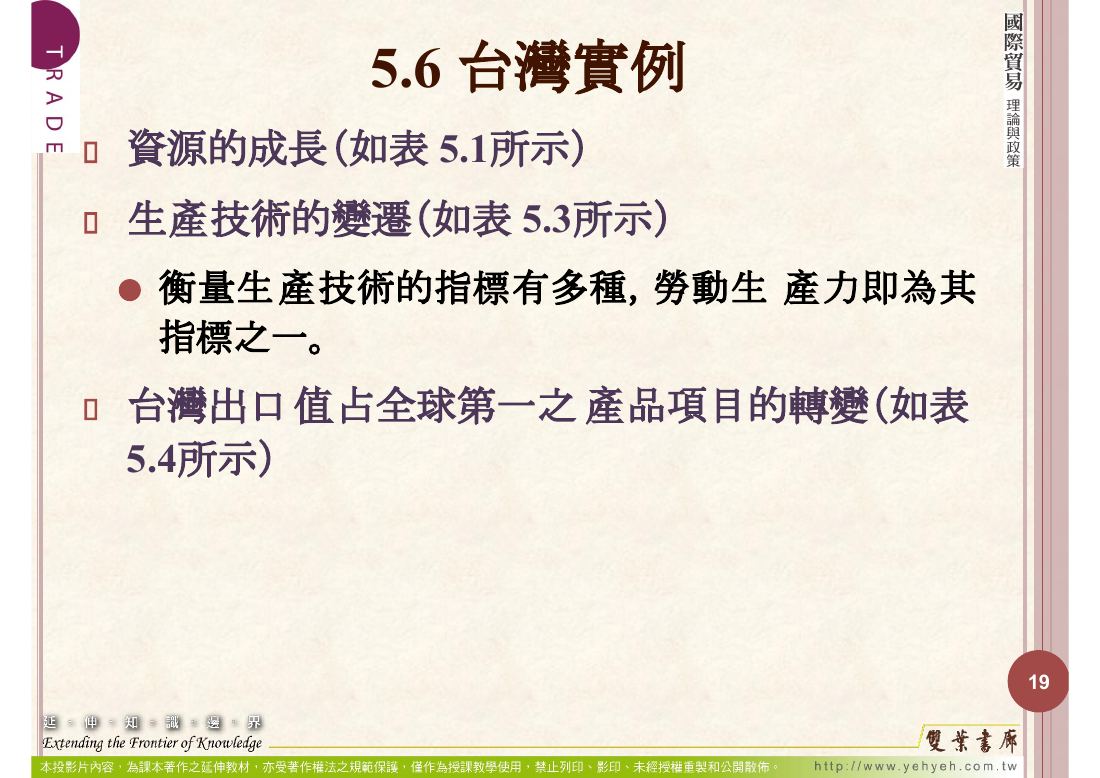 TRADE
國際貿易 理論與政策
5.6 台灣實例
資源的成長(如表 5.1所示)
生產技術的變遷(如表 5.3所示)
衡量生產技術的指標有多種, 勞動生 產力即為其
指標之一。
台灣出口值占全球第一之產品項目的轉變(如表
5.4所示)
19
延‧伸‧知‧識‧邊‧界
Extending the Frontier of Knowledge
雙葉書廊
本投影片內容,為課本著作之延伸教材,亦受著作權法之規範保護,僅作為授課教學使用,禁止列印、影印、未經授權重製和公開散佈。
http://www.yehyeh.com.tw